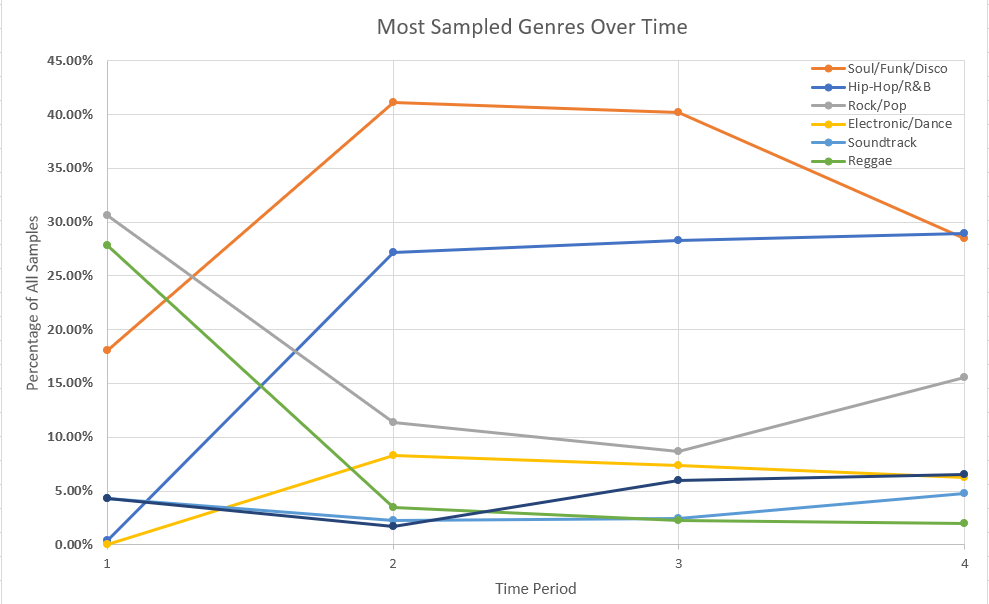 Most Sampled Genres Over Time
45.00%
40.00%
35.00%
30.00%
25.00%
20.00%
15.00%
10.00%
5.00%
0.00%
Percentage of All Samples
Soul/Funk/Disco
Hip-Hop/R&B
Rock/Pop
Electronic/Dance
Soundtrack
Reggae
1 2 3 4
Time Period